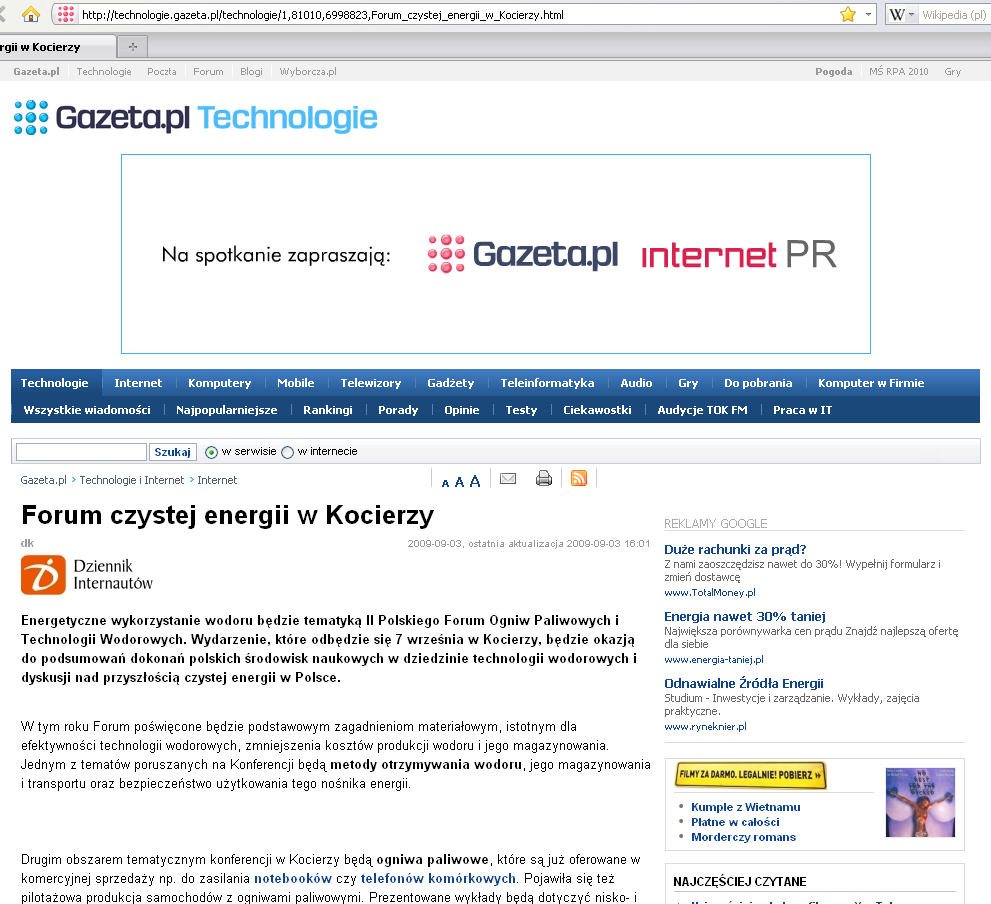 http://technologie.gazeta.pl/technologie/1,81010,6998823,Forum_czystej_energii_w_Kocierzy.html
W Wikipedia (pl)
rgii w Kocierzy
Gazeta.pl Technologie Poczta Forum Blogi Wyborcza.pl Pogoda MŚ RPA 2010 Gry
Gazeta.pl Technologie
Na spotkanie zapraszają: Gazeta.pl internet PR
Technologie Internet Komputery Mobile Telewizory Gadżety Teleinformatyka Audio Gry Do pobrania Komputer w Firmie
Wszystkie wiadomości Najpopularniejsze Rankingi Porady Opinie Testy Ciekawostki Audycje TOK FM Praca w IT
Szukaj w serwisie w internecie
Gazeta.pl > Technologie i Internet > Internet
A A A
Forum czystej energii w Kocierzy
dk 2009-09-03, ostatnia aktualizacja 2009-09-03 16:01
Dziennik
Internautów
Energetyczne wykorzystanie wodoru będzie tematyką II Polskiego Forum Ogniw Paliwowych i
Technologii Wodorowych. Wydarzenie, które odbędzie się 7 września w Kocierzy, będzie okazją
do podsumowań dokonań polskich środowisk naukowych w dziedzinie technologii wodorowych i
dyskusji nad przyszłością czystej energii w Polsce.
W tym roku Forum poświęcone będzie podstawowym zagadnieniom materiałowym, istotnym dla
efektywności technologii wodorowych, zmniejszenia kosztów produkcji wodoru i jego magazynowania.
Jednym z tematów poruszanych na Konferencji będą metody otrzymywania wodoru, jego magazynowania
i transportu oraz bezpieczeństwo użytkowania tego nośnika energii.
Drugim obszarem tematycznym konferencji w Kocierzy będą ogniwa paliwowe, które są już oferowane w
komercyjnej sprzedaży np. do zasilania notebooków czy telefonów komórkowych. Pojawiła się też
pilotażowa produkcja samochodów z ogniwami paliwowymi. Prezentowane wykłady będą dotyczyć nisko- i
REKLAMY GOOGLE
Duże rachunki za prąd?
Z nami zaoszczędzisz nawet do 30%! Wypełnij formularz i
zmień dostawcę
www.TotalMoney.pl
Energia nawet 30% taniej
Największa porównywarka cen prądu Znajdź najlepszą ofertę
dla siebie
www.energia-taniej.pl
Odnawialne Źródła Energii
Studium - Inwestycje i zarządzanie. Wykłady, zajęcia
praktyczne.
www.ryneknier.pl
FILMY ZA DARMO. LEGALNIE! POBIERZ »
Kumple z Wietnamu
Płatne w całości
Morderczy romans
NO
REST
FOR THE
WICKED
NAJCZĘŚCIEJ CZYTANE